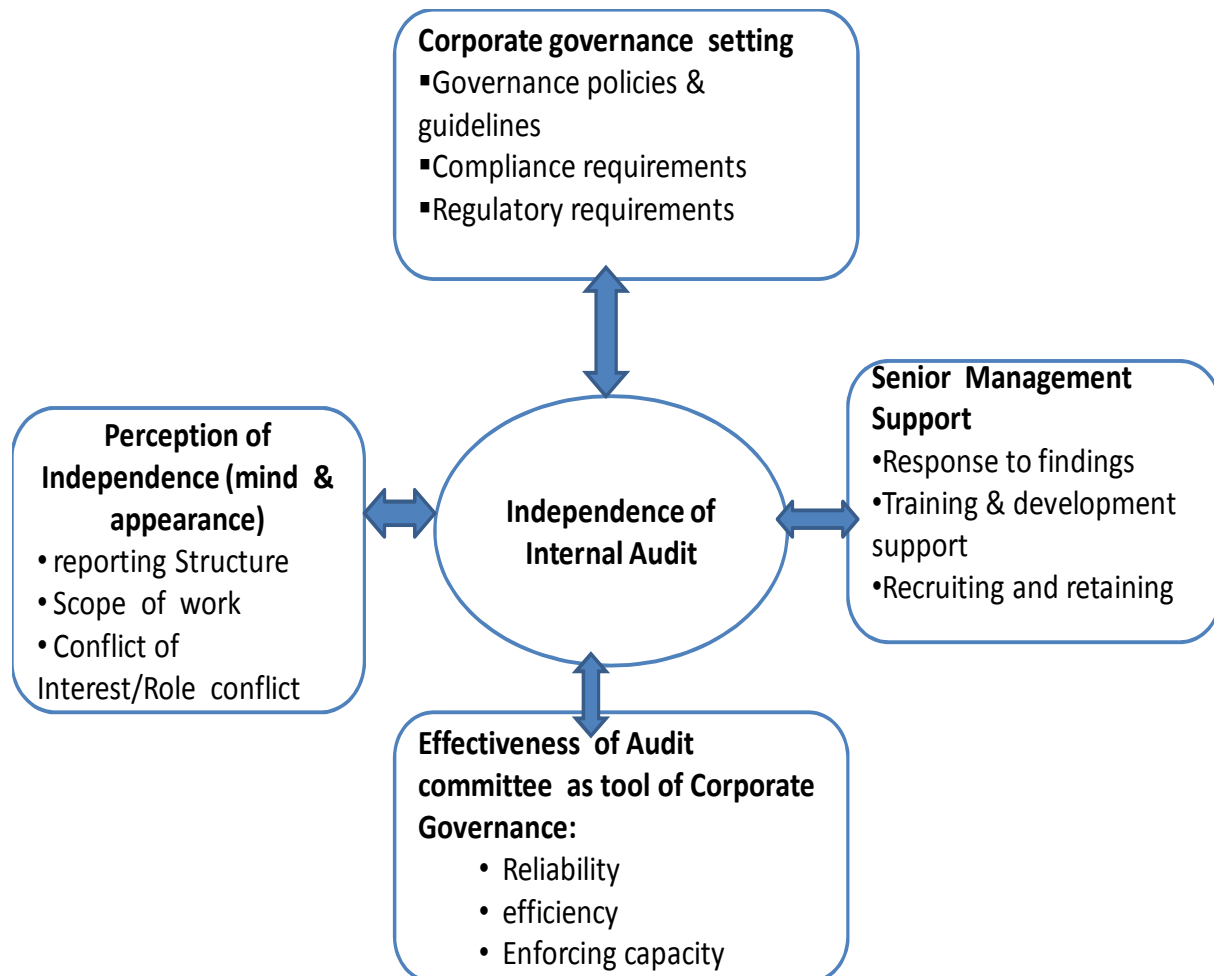 Corporate governance setting
▪Governance policies &
guidelines
▪Compliance requirements
▪Regulatory requirements
Perception of
Independence (mind &
appearance)
• reporting Structure
• Scope of work
• Conflict of
Interest/Role conflict
Independence of
Internal Audit
Senior Management
Support
•Response to findings
•Training & development
support
•Recruiting and retaining
Effectiveness of Audit
committee as tool of Corporate
Governance:
• Reliability
• efficiency
• Enforcing capacity